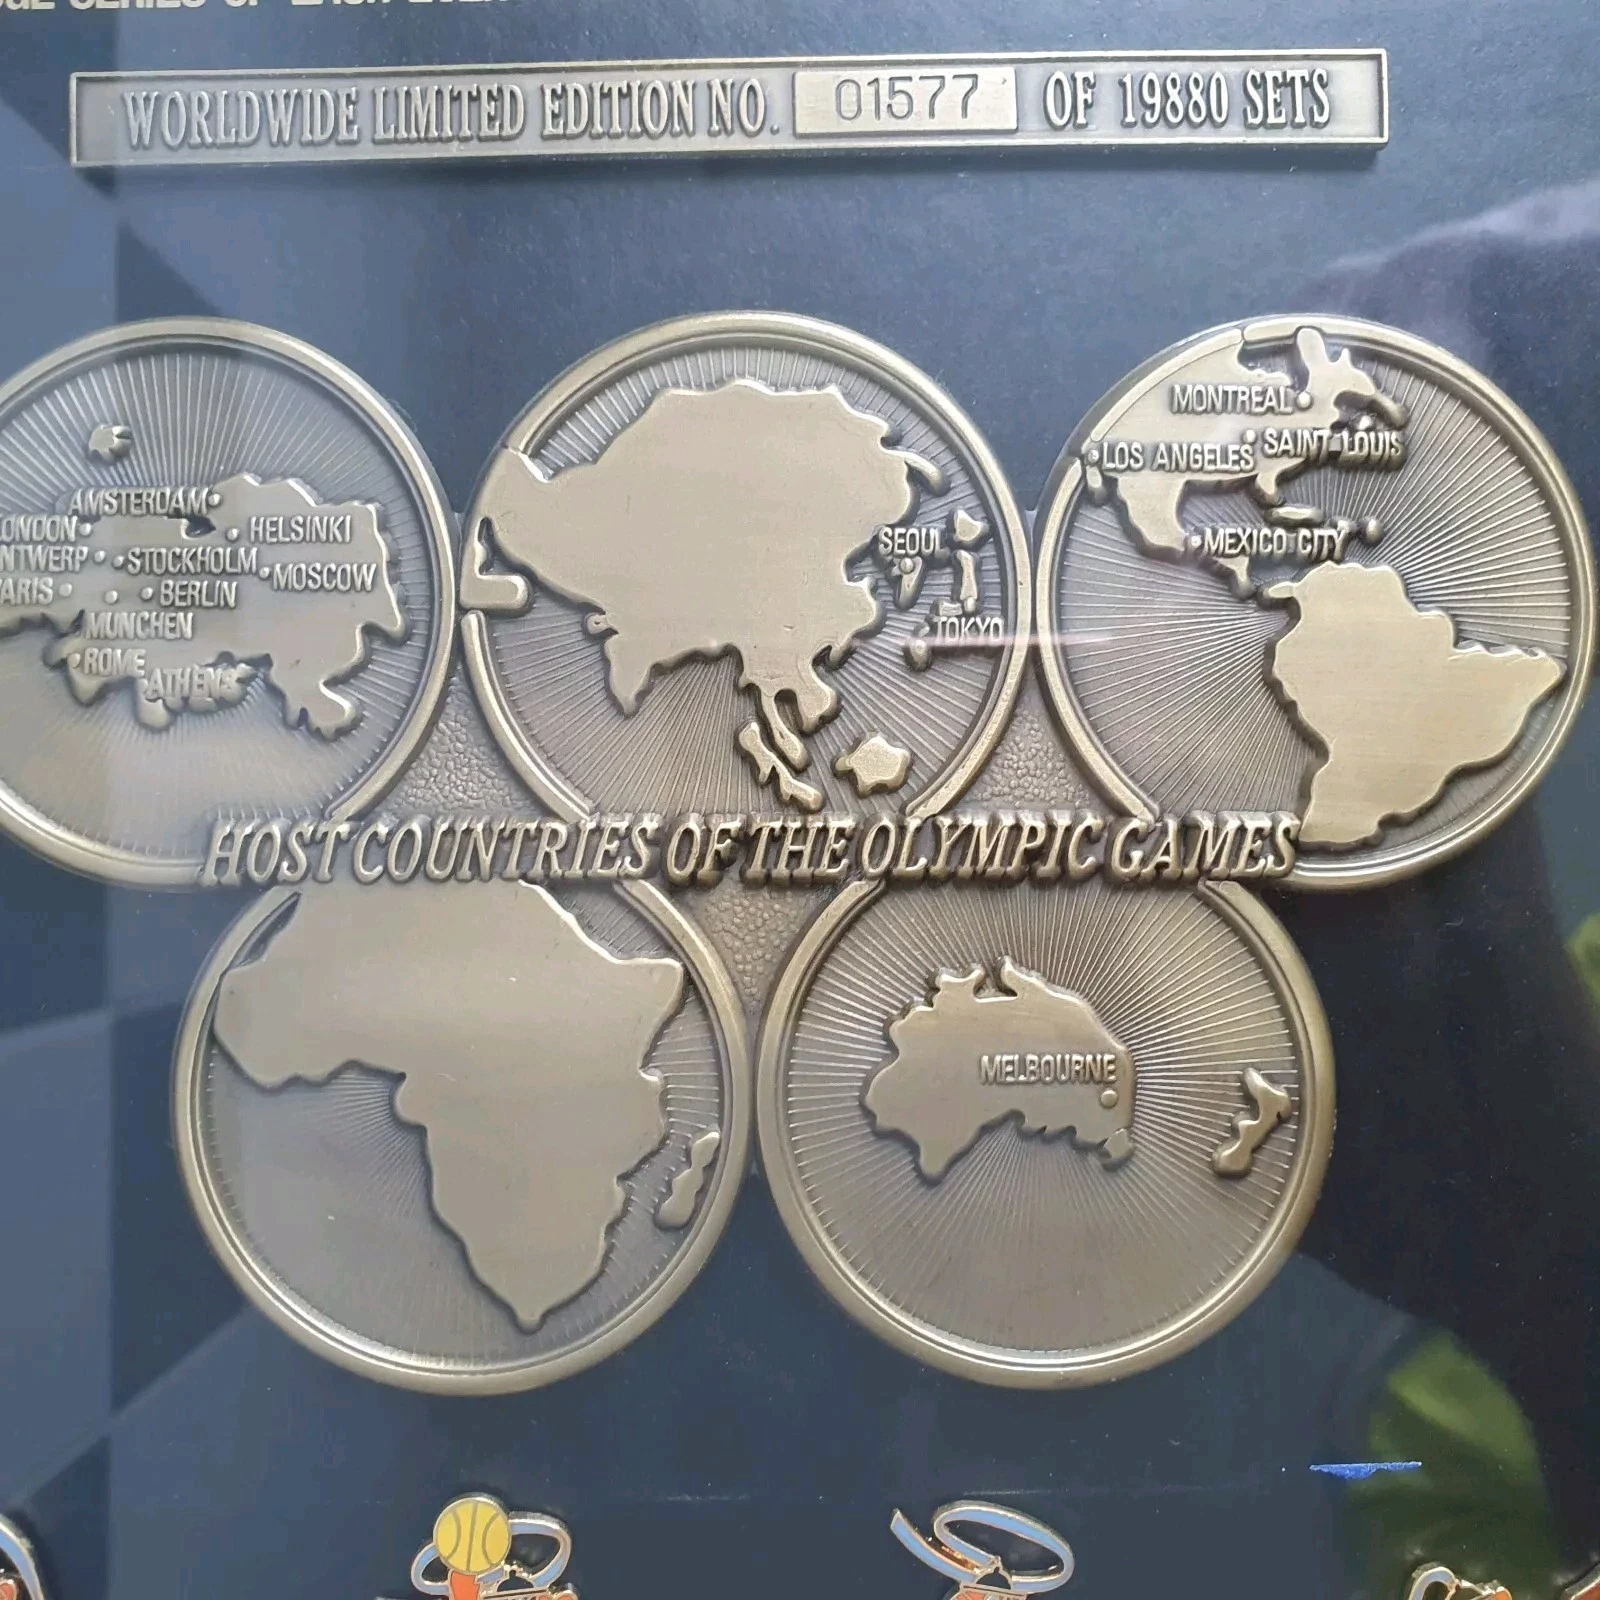 WORLDWIDE LIMITED EDITION NO. 01577 OF 19880 SETS
AMSTERDAM
HELSINKI
STOCKHOLM
MOSCOW
BERLIN
MUNCHEN
ROME
ATHENS
SEOUL
TOKYO
MONTREAL
LOS ANGELES
SAINT LOUIS
MEXICO CITY
HOST COUNTRIES OF THE OLYMPIC GAMES
MELBOURNE